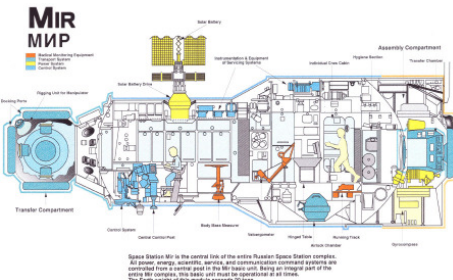 MIR
МИР
Medical Monitoring Equipment
Transport System
Power System
Control System
Solar Battery
Assembly Compartment
Instrumentation & Equipment
of Servicing Systems
Hygiene Section
Transfer Chamber
Individual Crew Cabin
Solar Battery Drive
Rigging Unit for Manipulator
Docking Ports
Transfer Compartment
Control System
Central Control Post
Body Mass Measure
Veloergometer
Hinged Table
Airlock Chamber
Running Track
Space Station Mir is the central link of the entire Russian Space Station complex.
All power, energy, scientific, service, and communication command systems are
controlled from a central post in the Mir basic unit. Being an integral part of the
entire Mir complex, this basic unit must be operational at all times.